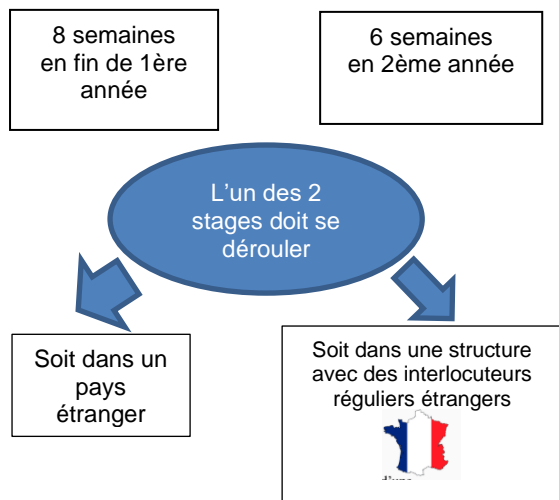 8 semaines
en fin de 1ère
année
6 semaines
en 2ème année
L'un des 2
stages doit se
dérouler
Soit dans un
pays
étranger
Soit dans une structure
avec des interlocuteurs
réguliers étrangers